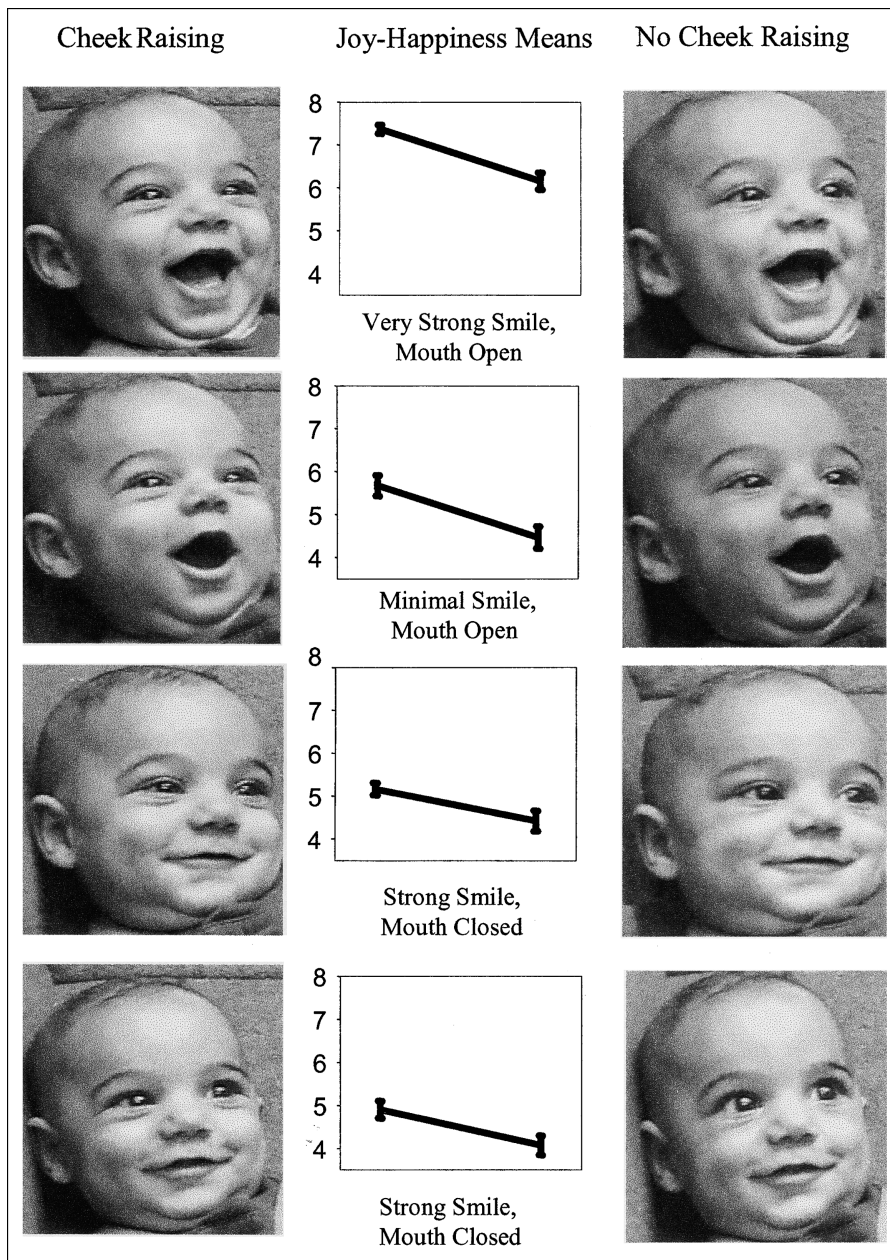 Cheek Raising
Joy-Happiness Means
No Cheek Raising
8
7
6
5
4
Very Strong Smile,
Mouth Open
8
7
6
5
4
Minimal Smile,
Mouth Open
8
7
6
5
4
Strong Smile,
Mouth Closed
8
7
6
5
4
Strong Smile,
Mouth Closed